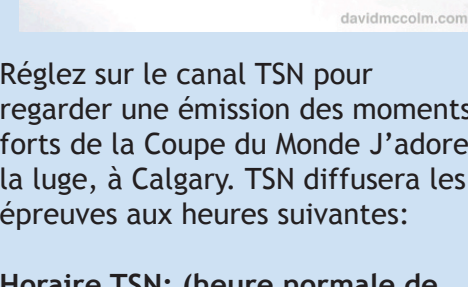 davidmccolm.com
Réglez sur le canal TSN pour
regarder une émission des moments
forts de la Coupe du Monde J’adore
la luge, à Calgary. TSN diffusera les
épreuves aux heures suivantes:
Horaire TSN: (heure normale de